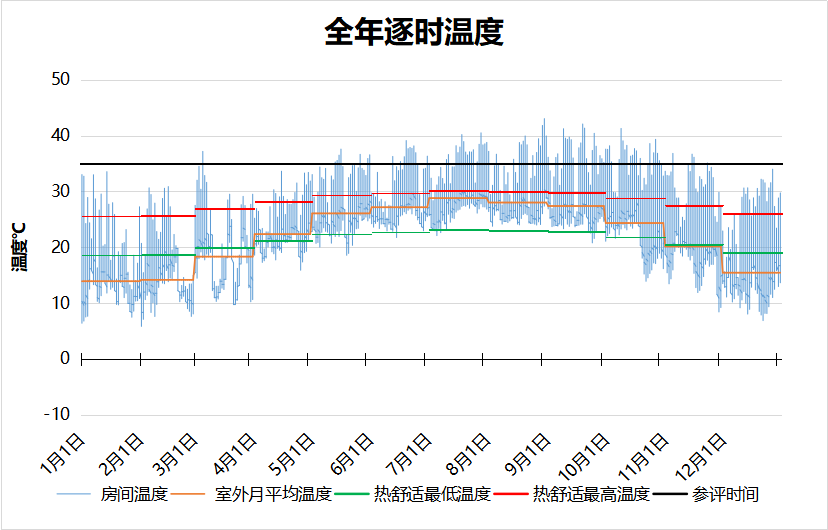 全年逐时温度
温度℃
50
40
30
20
10
0
-10
1月1日
2月1日
3月1日
4月1日
5月1日
6月1日
7月1日
8月1日
9月1日
10月1日
11月1日
12月1日
房间温度 室外月平均温度 热舒适最低温度 热舒适最高温度 参评时间